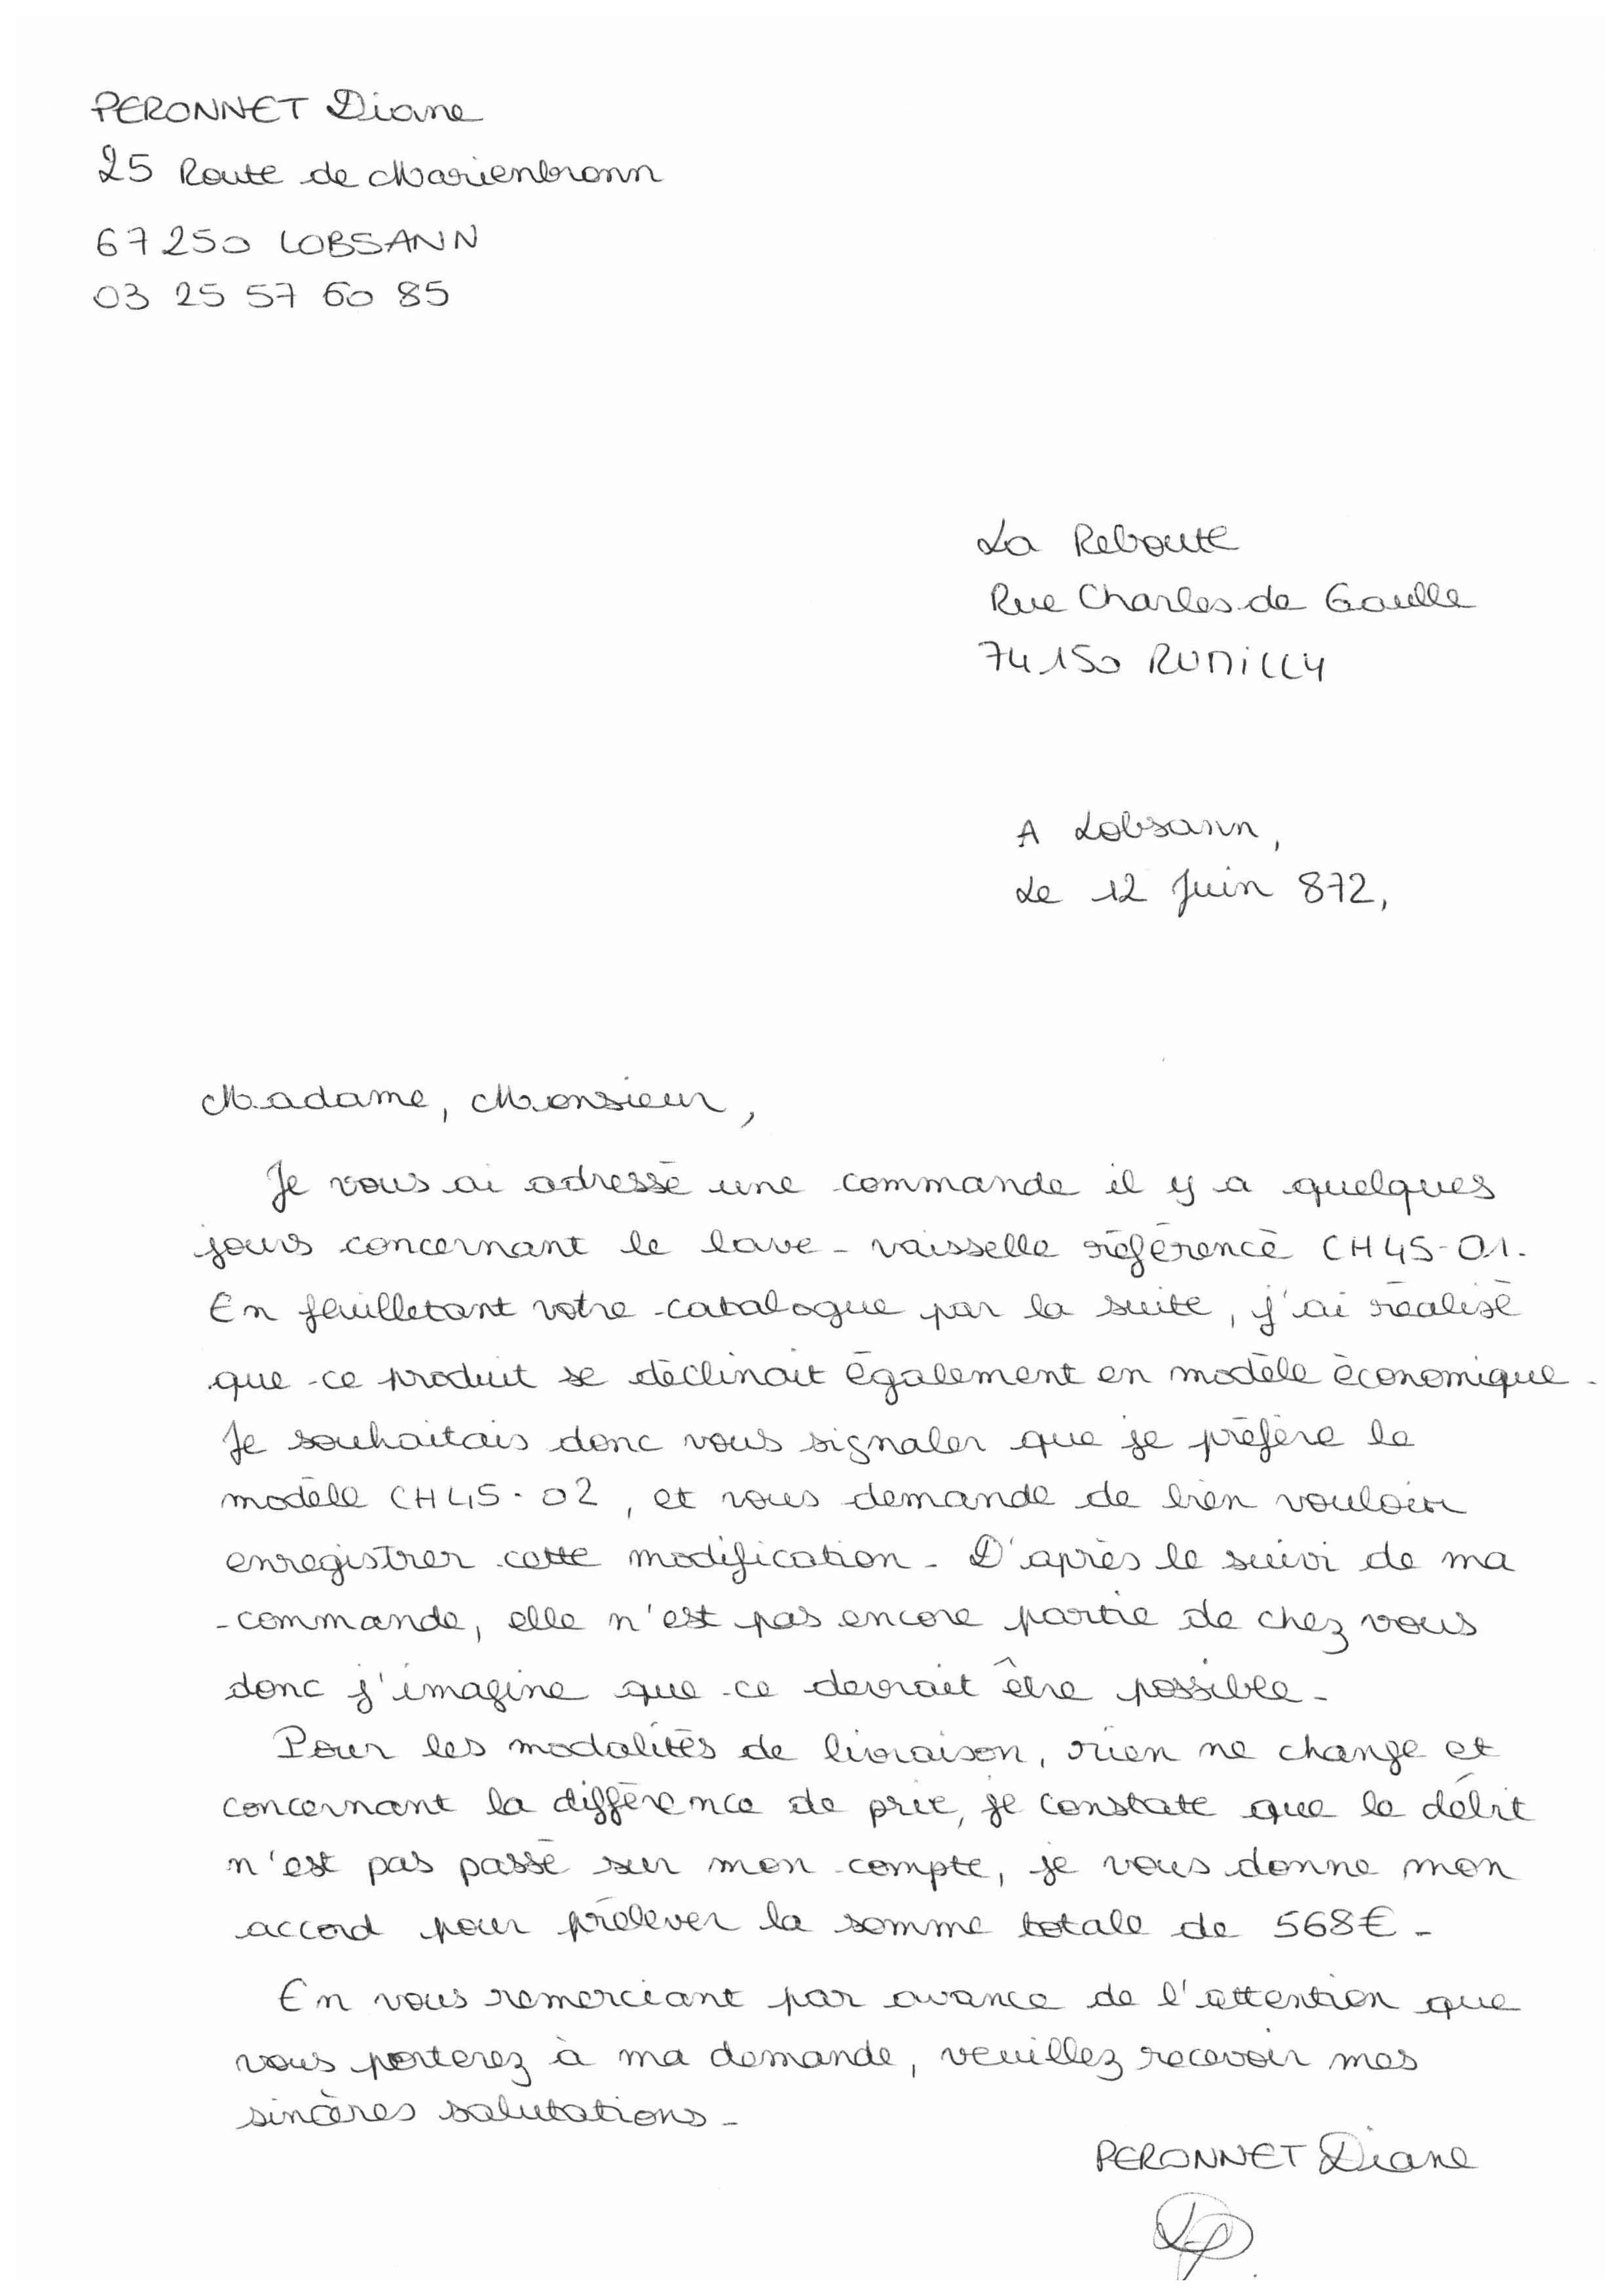 PERONNET Diane
25 Route de Marienbronn
67250 LOBSANN
03 25 57 60 85
La Reboute
Rue Charles de Gaulle
74150 RUMILLY
A Lobsann,
Le 12 Juin 872,
Madame, Monsieur,
Je vous ai adressé une commande il y a quelques
jours concernant le lave-vaisselle référencé CH45-01.
En feuilletant votre catalogue par la suite, j'ai réalisé
que ce produit se déclinait également en modèle économique.
Je souhaitais donc vous signaler que je préfère le
modèle CH45-02, et vous demande de bien vouloir
enregistrer cette modification. D'après le suivi de ma
commande, elle n'est pas encore partie de chez vous
donc j'imagine que ce devrait être possible.
Pour les modalités de livraison, rien ne change et
concernant la différence de prix, je constate que le débit
n'est pas passé sur mon compte, je vous donne mon
accord pour prélever la somme totale de 568€.
En vous remerciant par avance de l'attention que
vous porterez à ma demande, veuillez recevoir mes
sincères salutations.
PERONNET Diane